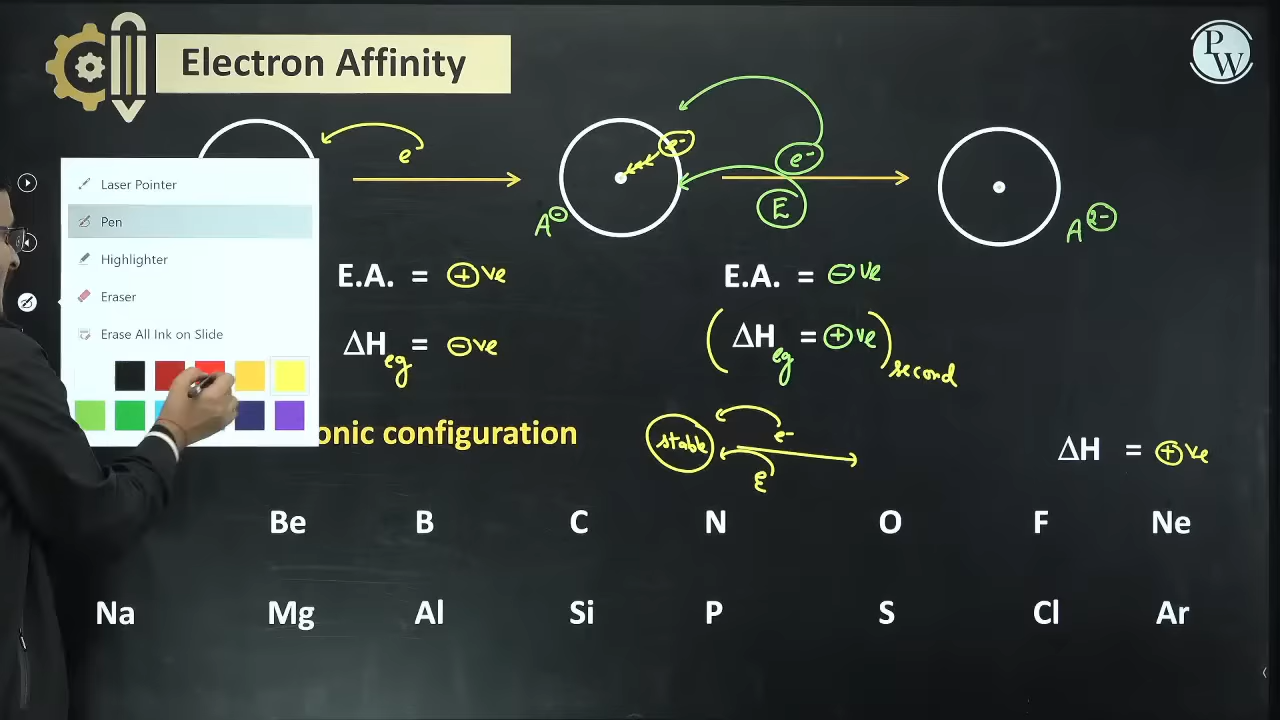 Electron Affinity
PW
e
e-
e-
E
A⊖
A2-
Laser Pointer
Pen
Highlighter
Eraser
Erase All Ink on Slide
E.A. = ⊕ve
E.A. = ⊖ve
ΔHeg = ⊖ve
(ΔHeg = ⊕ve)second
onic configuration
stable
e-
E
ΔH = ⊕ve
Be B C N O F Ne
Na Mg Al Si P S Cl Ar